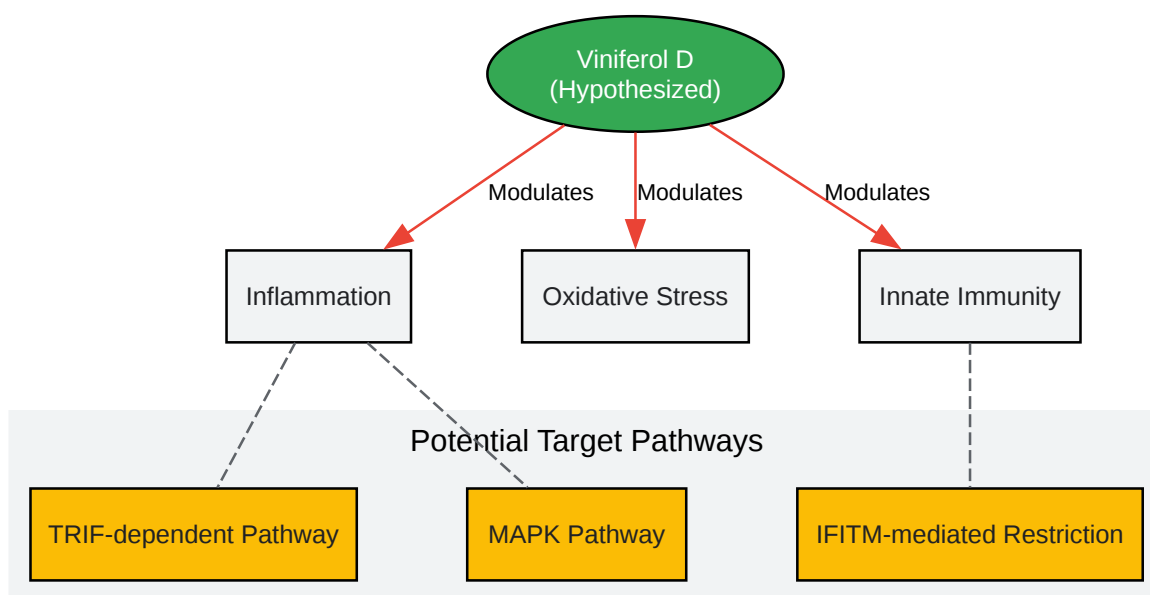 Viniferol D
(Hypothesized)
Modulates
Modulates
Modulates
Inflammation
Oxidative Stress
Innate Immunity
Potential Target Pathways
TRIF-dependent Pathway
MAPK Pathway
IFITM-mediated Restriction